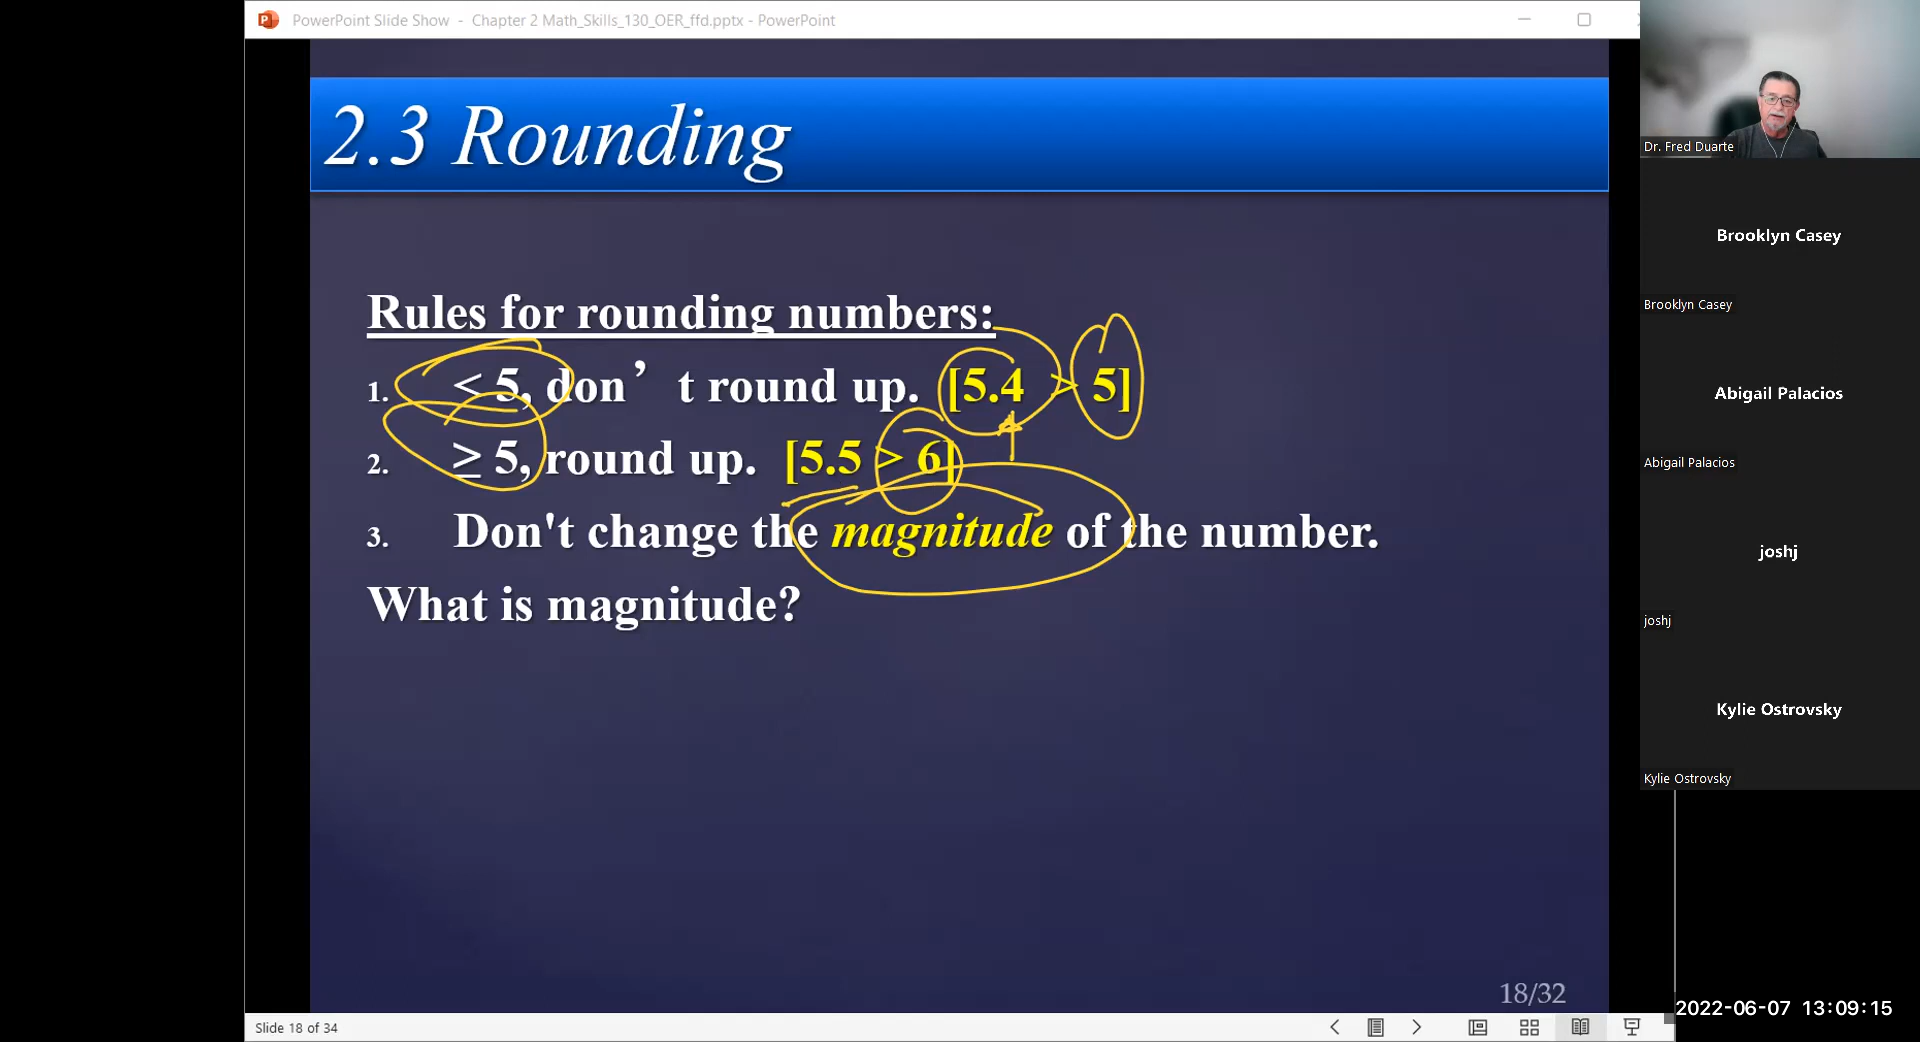 PowerPoint Slide Show - Chapter 2 Math_Skills_130_OER_ffd.pptx - PowerPoint
2.3 Rounding
Rules for rounding numbers:
1. < 5, don’t round up. [5.4 > 5]
2. ≥ 5, round up. [5.5 > 6]
3. Don't change the magnitude of the number.
What is magnitude?
18/32
Slide 18 of 34
Dr. Fred Duarte
Brooklyn Casey
Brooklyn Casey
Abigail Palacios
Abigail Palacios
joshj
joshj
Kylie Ostrovsky
Kylie Ostrovsky
2022-06-07 13:09:15